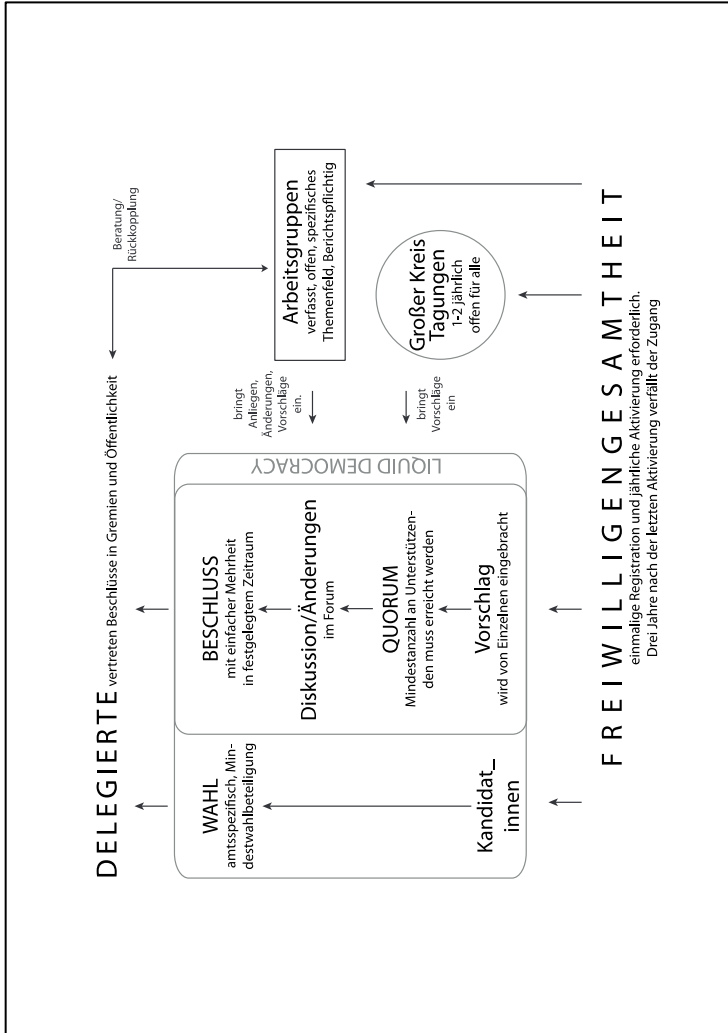 DELEGIERTE vertreten Beschlüsse in Gremien und Öffentlichkeit
Beratung/
Rückkopplung
WAHL
amtsspezifisch, Min-
destwahlbeteiligung
Kandidat_
innen
BESCHLUSS
mit einfacher Mehrheit
in festgelegtem Zeitraum
Diskussion/Änderungen
im Forum
QUORUM
Mindestanzahl an Unterstützen-
den muss erreicht werden
Vorschlag
wird von Einzelnen eingebracht
LIQUID DEMOCRACY
bringt
Anliegen,
Änderungen,
Vorschläge
ein.
bringt
Vorschläge
ein
Arbeitsgruppen
verfasst, offen, spezifisches
Themenfeld, Berichtspflichtig
Großer Kreis
Tagungen
1-2 jährlich
offen für alle
FREIWILLIGENGESAMTHEIT
einmalige Registration und jährliche Aktivierung erforderlich.
Drei Jahre nach der letzten Aktivierung verfällt der Zugang